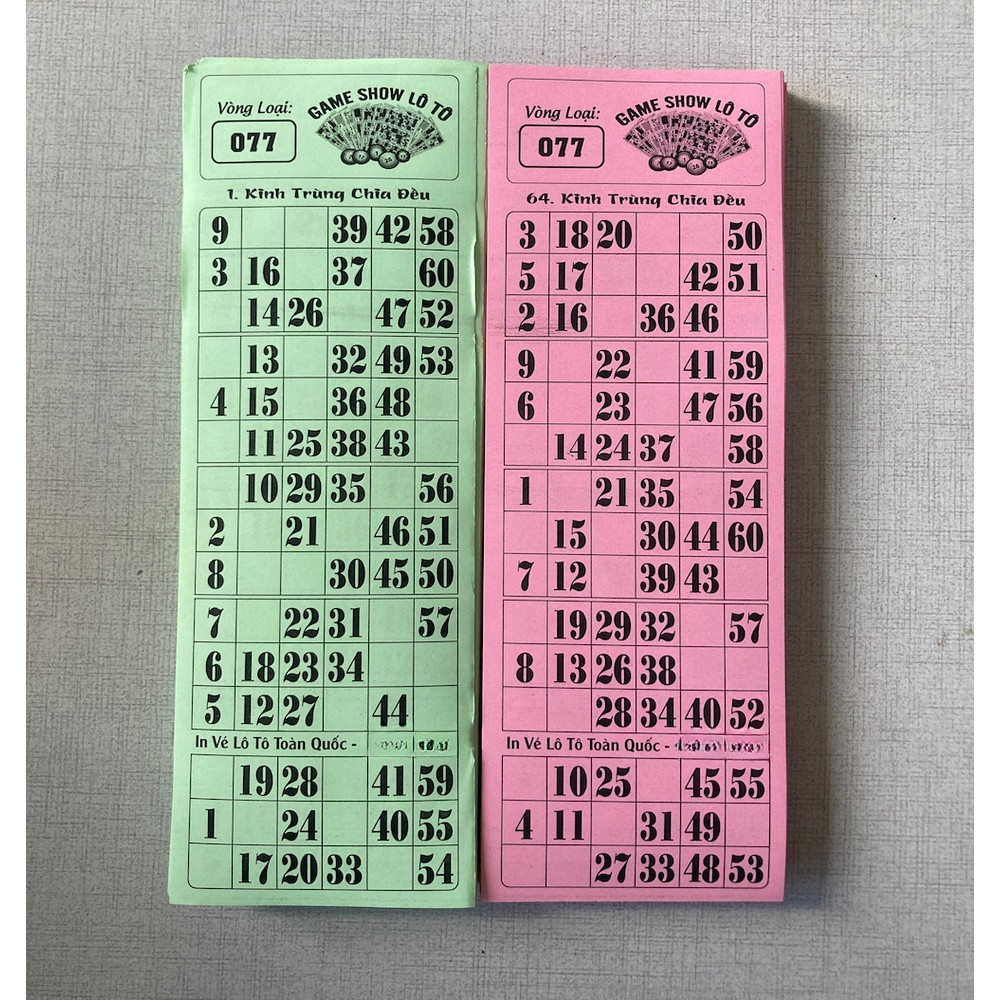 Vòng Loại:
077
GAME SHOW LÔ TÔ
1. Kính Trùng Chia Đều
9 39 42 58
3 16 37 60
14 26 47 52
13 32 49 53
4 15 36 48
11 25 38 43
10 29 35 56
2 21 46 51
8 30 45 50
7 22 31 57
6 18 23 34
5 12 27 44
In Vé Lô Tô Toàn Quốc -
19 28 41 59
1 24 40 55
17 20 33 54
Vòng Loại:
077
GAME SHOW LÔ TÔ
64. Kính Trùng Chia Đều
3 18 20 50
5 17 42 51
2 16 36 46
9 22 41 59
6 23 47 56
14 24 37 58
1 21 35 54
15 30 44 60
7 12 39 43
19 29 32 57
8 13 26 38
28 34 40 52
In Vé Lô Tô Toàn Quốc -
10 25 45 55
4 11 31 49
27 33 48 53